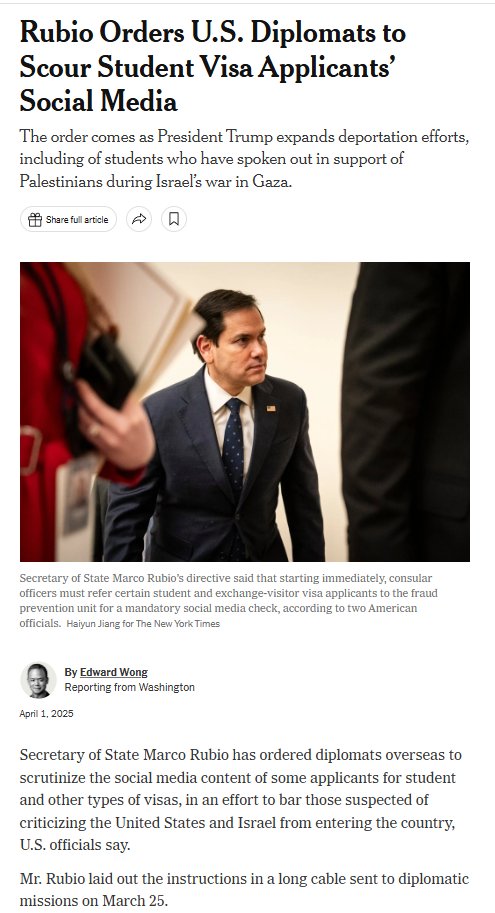 Rubio Orders U.S. Diplomats to
Scour Student Visa Applicants’
Social Media
The order comes as President Trump expands deportation efforts,
including of students who have spoken out in support of
Palestinians during Israel’s war in Gaza.
Share full article
Secretary of State Marco Rubio’s directive said that starting immediately, consular
officers must refer certain student and exchange-visitor visa applicants to the fraud
prevention unit for a mandatory social media check, according to two American
officials. Haiyun Jiang for The New York Times
By Edward Wong
Reporting from Washington
April 1, 2025
Secretary of State Marco Rubio has ordered diplomats overseas to
scrutinize the social media content of some applicants for student
and other types of visas, in an effort to bar those suspected of
criticizing the United States and Israel from entering the country,
U.S. officials say.
Mr. Rubio laid out the instructions in a long cable sent to diplomatic
missions on March 25.